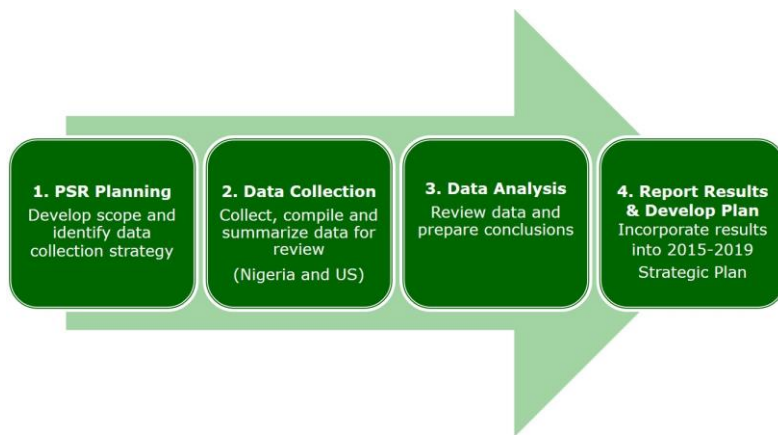 1. PSR Planning
Develop scope and
identify data
collection strategy
2. Data Collection
Collect, compile and
summarize data for
review
(Nigeria and US)
3. Data Analysis
Review data and
prepare conclusions
4. Report Results
& Develop Plan
Incorporate results
into 2015-2019
Strategic Plan